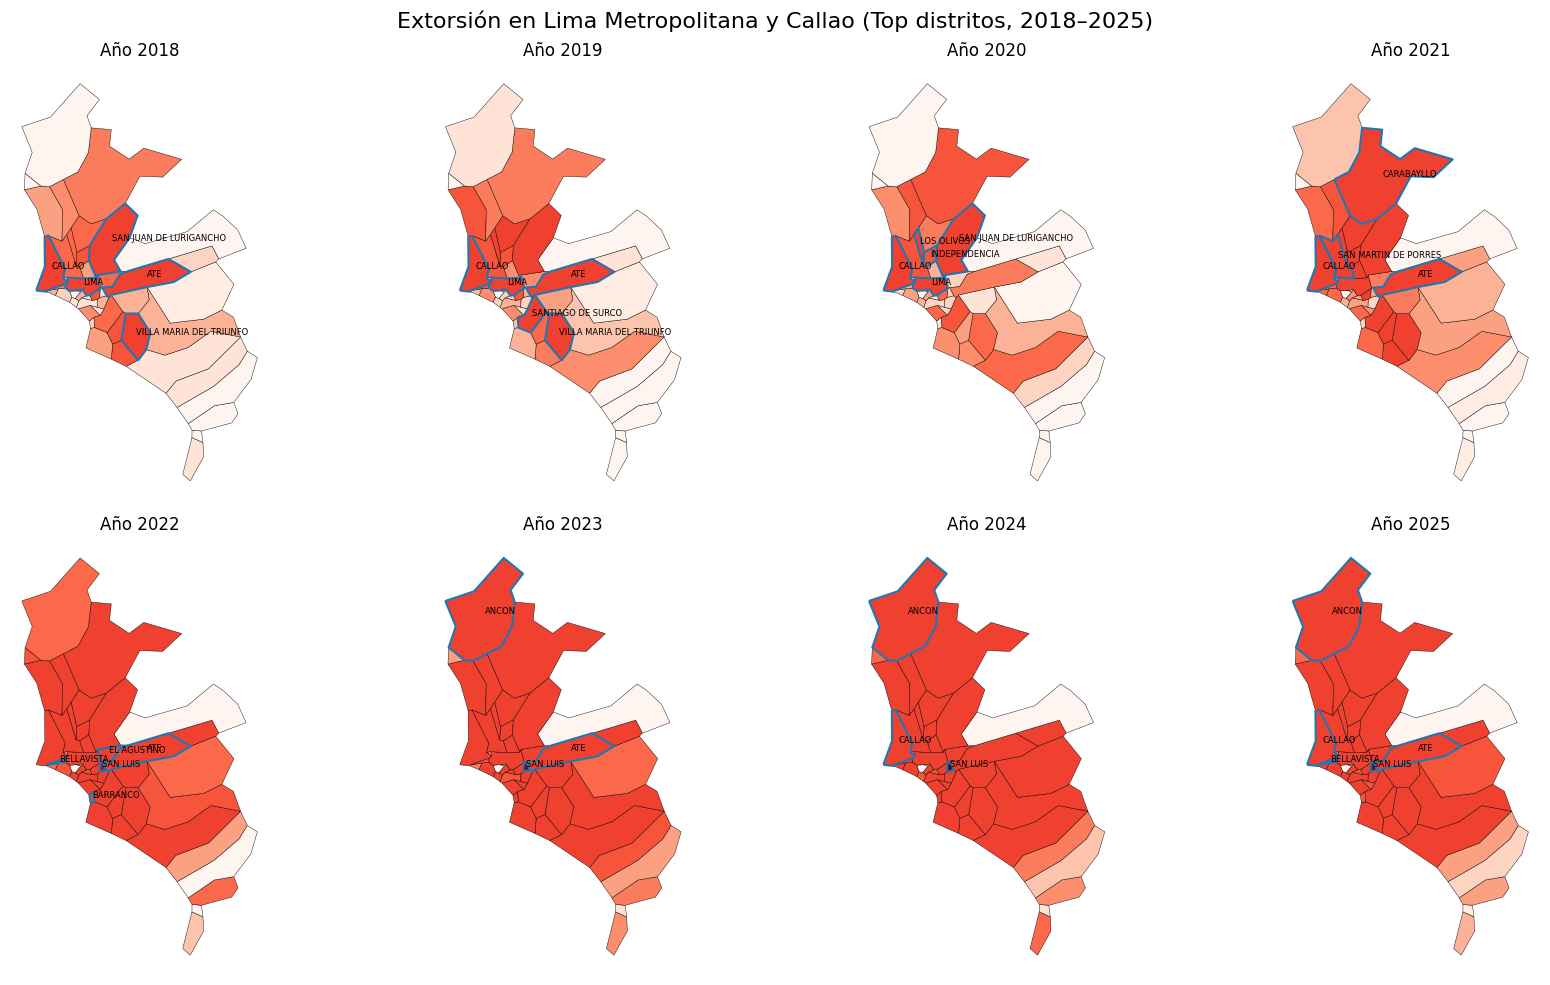 Extorsión en Lima Metropolitana y Callao (Top distritos, 2018–2025)
Año 2018
SAN JUAN DE LURIGANCHO
CALLAO
ATE
LIMA
VILLA MARIA DEL TRIUNFO
Año 2019
CALLAO
ATE
LIMA
SANTIAGO DE SURCO
VILLA MARIA DEL TRIUNFO
Año 2020
LOS OLIVOS
SAN JUAN DE LURIGANCHO
INDEPENDENCIA
CALLAO
LIMA
Año 2021
CARABAYLLO
SAN MARTIN DE PORRES
CALLAO
ATE
Año 2022
EL AGUSTINO
ATE
BELLAVISTA
SAN LUIS
BARRANCO
Año 2023
ANCON
ATE
SAN LUIS
Año 2024
ANCON
CALLAO
SAN LUIS
Año 2025
ANCON
CALLAO
ATE
BELLAVISTA
SAN LUIS